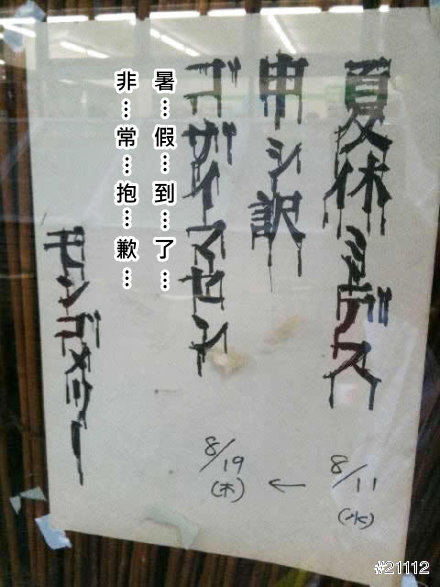 夏休ミデス
申シ訳
ゴザイマセン
モンゴメリー
8/11
(水)
←
8/19
(木)
暑…假…到…了…
非…常…抱…歉…
#21112